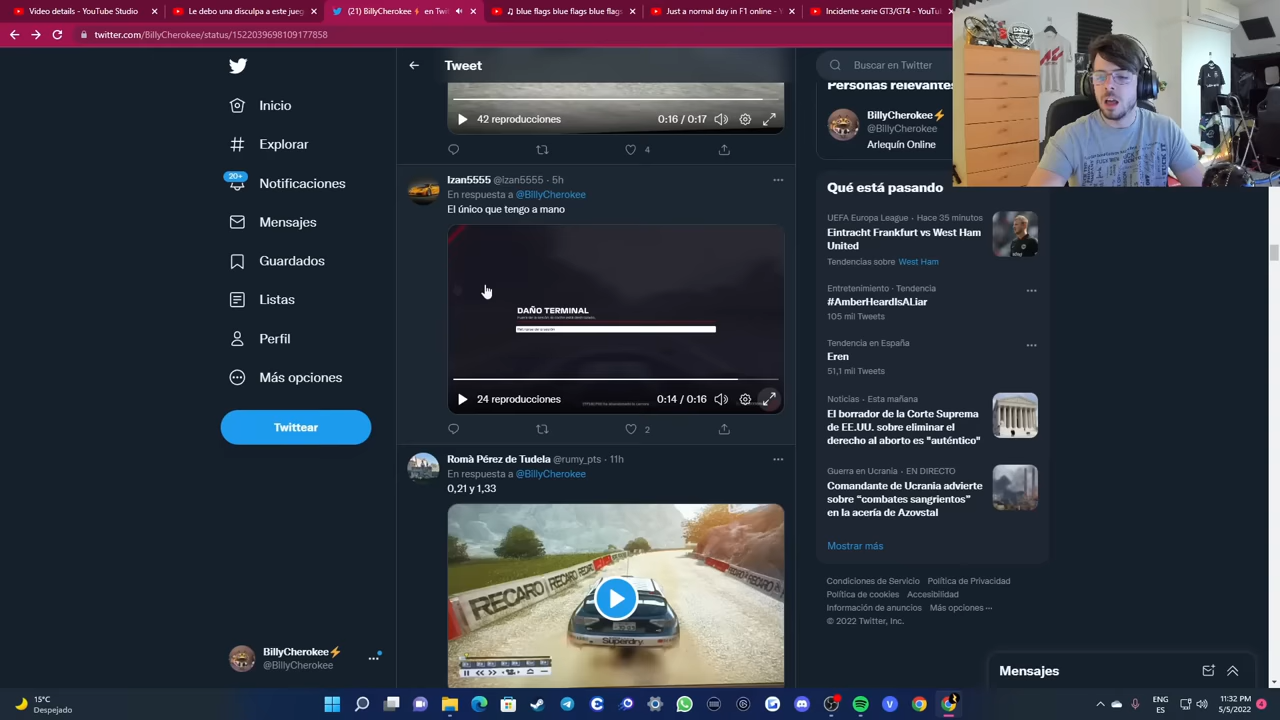 Video details - YouTube Studio
Le debo una disculpa a este jueg
(21) BillyCherokee⚡ en Twi
♫ blue flags blue flags blue flags
Just a normal day in F1 online - Y
Incidente serie GT3/GT4 - YouTu
twitter.com/BillyCherokee/status/1522039698109177858
Tweet
Buscar en Twitter
Inicio
Explorar
20+
Notificaciones
Mensajes
Guardados
Listas
Perfil
Más opciones
Twittear
BillyCherokee⚡
@BillyCherokee
42 reproducciones
0:16 / 0:17
4
Izan5555 @izan5555 · 5h
En respuesta a @BillyCherokee
El único que tengo a mano
DAÑO TERMINAL
24 reproducciones
0:14 / 0:16
2
Romà Pérez de Tudela @rumy_pts · 11h
En respuesta a @BillyCherokee
0,21 y 1,33
RECARO
RECARO
Superdry
Personas relevantes
BillyCherokee⚡
@BillyCherokee
Arlequín Online
Qué está pasando
UEFA Europa League · Hace 35 minutos
Eintracht Frankfurt vs West Ham
United
Tendencias sobre West Ham
Entretenimiento · Tendencia
#AmberHeardIsALiar
105 mil Tweets
Tendencia en España
Eren
51,1 mil Tweets
Noticias · Esta mañana
El borrador de la Corte Suprema
de EE.UU. sobre eliminar el
derecho al aborto es "auténtico"
Guerra en Ucrania · EN DIRECTO
Comandante de Ucrania advierte
sobre “combates sangrientos”
en la acería de Azovstal
Mostrar más
Condiciones de Servicio Política de Privacidad
Política de cookies Accesibilidad
Información de anuncios Más opciones ···
© 2022 Twitter, Inc.
Mensajes
15°C
Despejado
ENG
ES
11:32 PM
5/5/2022
4